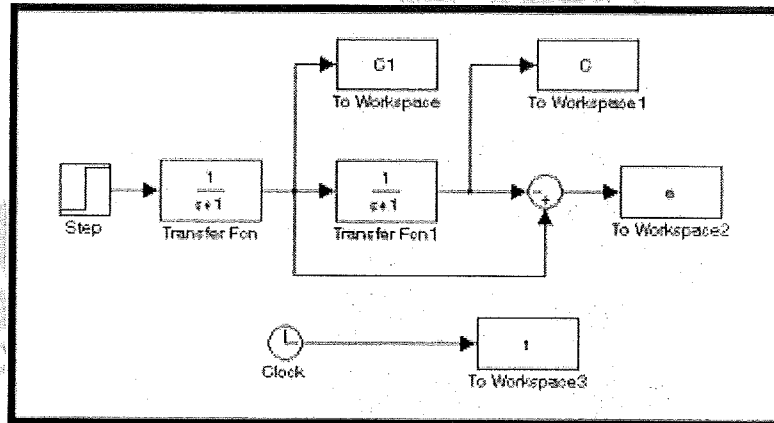 C1
C
To Workspace
To Workspace1
1
s+1
1
s+1
- +
e
Step
Transfer Fcn
Transfer Fcn1
To Workspace2
t
Clock
To Workspace3